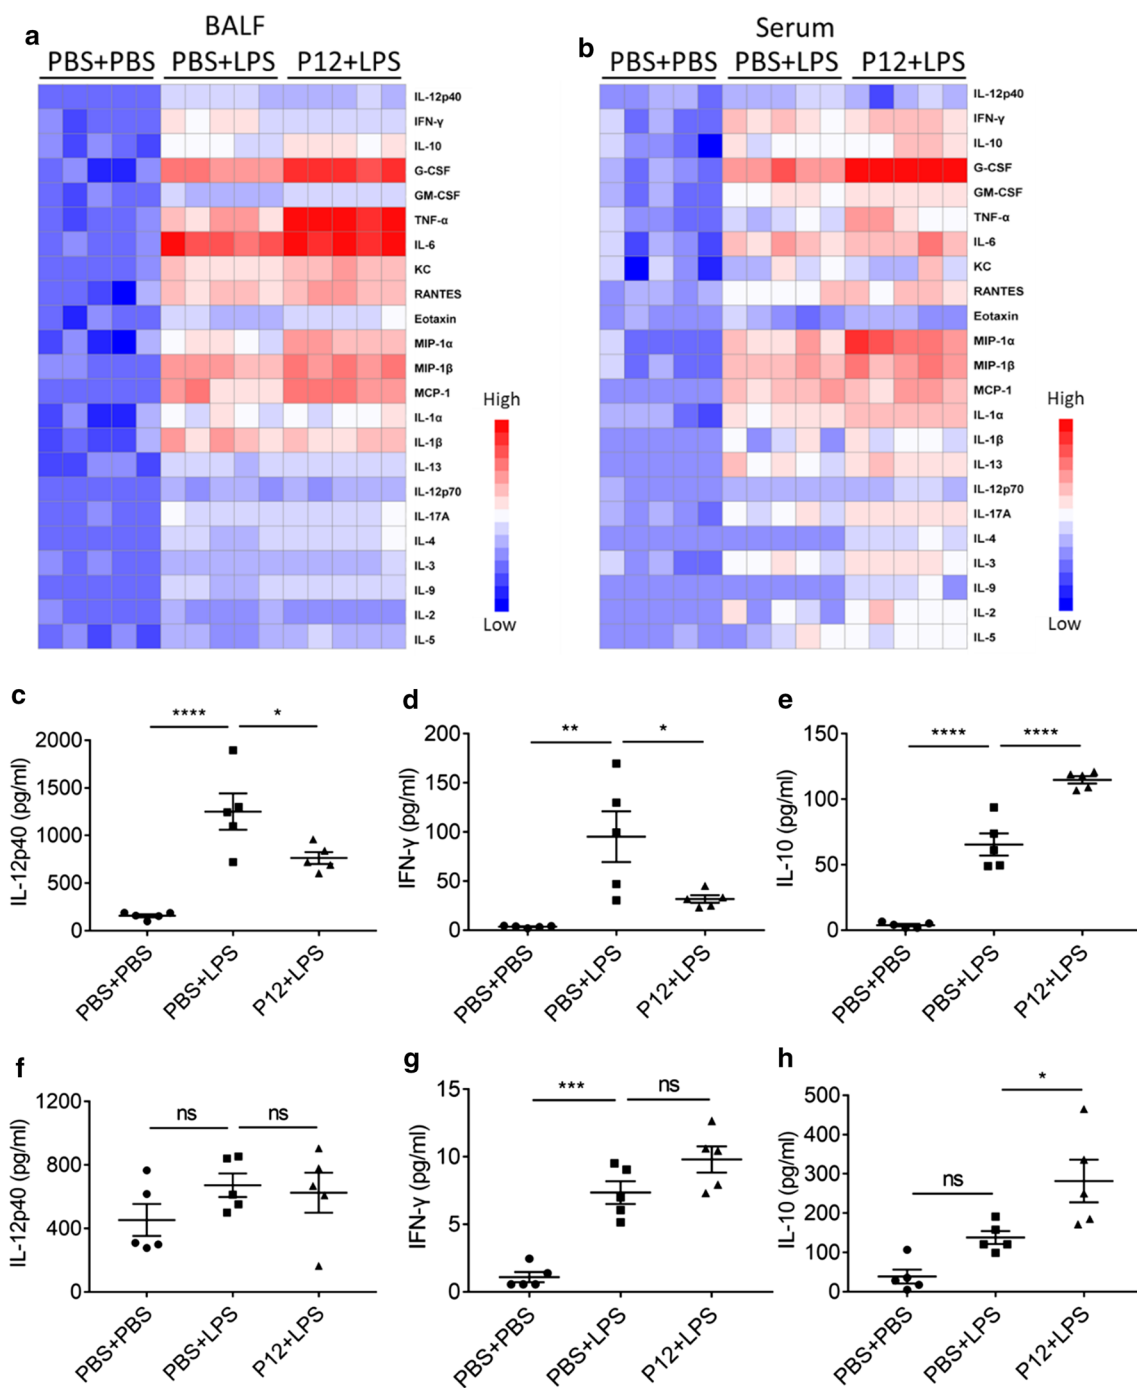 a
BALF
PBS+PBS PBS+LPS P12+LPS
IL-12p40
IFN-γ
IL-10
G-CSF
GM-CSF
TNF-α
IL-6
KC
RANTES
Eotaxin
MIP-1α
MIP-1β
MCP-1
IL-1α
IL-1β
IL-13
IL-12p70
IL-17A
IL-4
IL-3
IL-9
IL-2
IL-5
High
Low
b
Serum
PBS+PBS PBS+LPS P12+LPS
IL-12p40
IFN-γ
IL-10
G-CSF
GM-CSF
TNF-α
IL-6
KC
RANTES
Eotaxin
MIP-1α
MIP-1β
MCP-1
IL-1α
IL-1β
IL-13
IL-12p70
IL-17A
IL-4
IL-3
IL-9
IL-2
IL-5
High
Low
c
**** *
2000
1500
1000
500
0
IL-12p40 (pg/ml)
PBS+PBS
PBS+LPS
P12+LPS
d
** *
200
150
100
50
0
IFN-γ (pg/ml)
PBS+PBS
PBS+LPS
P12+LPS
e
**** ****
150
100
50
0
IL-10 (pg/ml)
PBS+PBS
PBS+LPS
P12+LPS
f
ns ns
1200
800
400
0
IL-12p40 (pg/ml)
PBS+PBS
PBS+LPS
P12+LPS
g
*** ns
15
10
5
0
IFN-γ (pg/ml)
PBS+PBS
PBS+LPS
P12+LPS
h
ns *
500
400
300
200
100
0
IL-10 (pg/ml)
PBS+PBS
PBS+LPS
P12+LPS